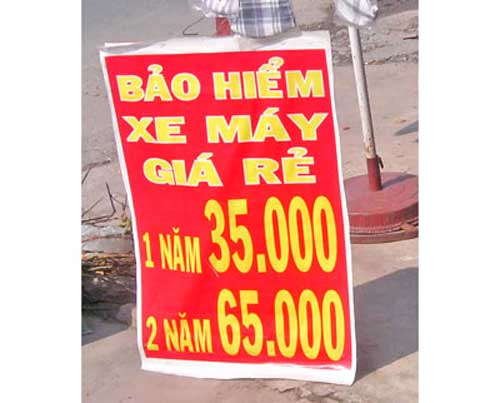 BẢO HIỂM
XE MÁY
GIÁ RẺ
1 NĂM 35.000
2 NĂM 65.000